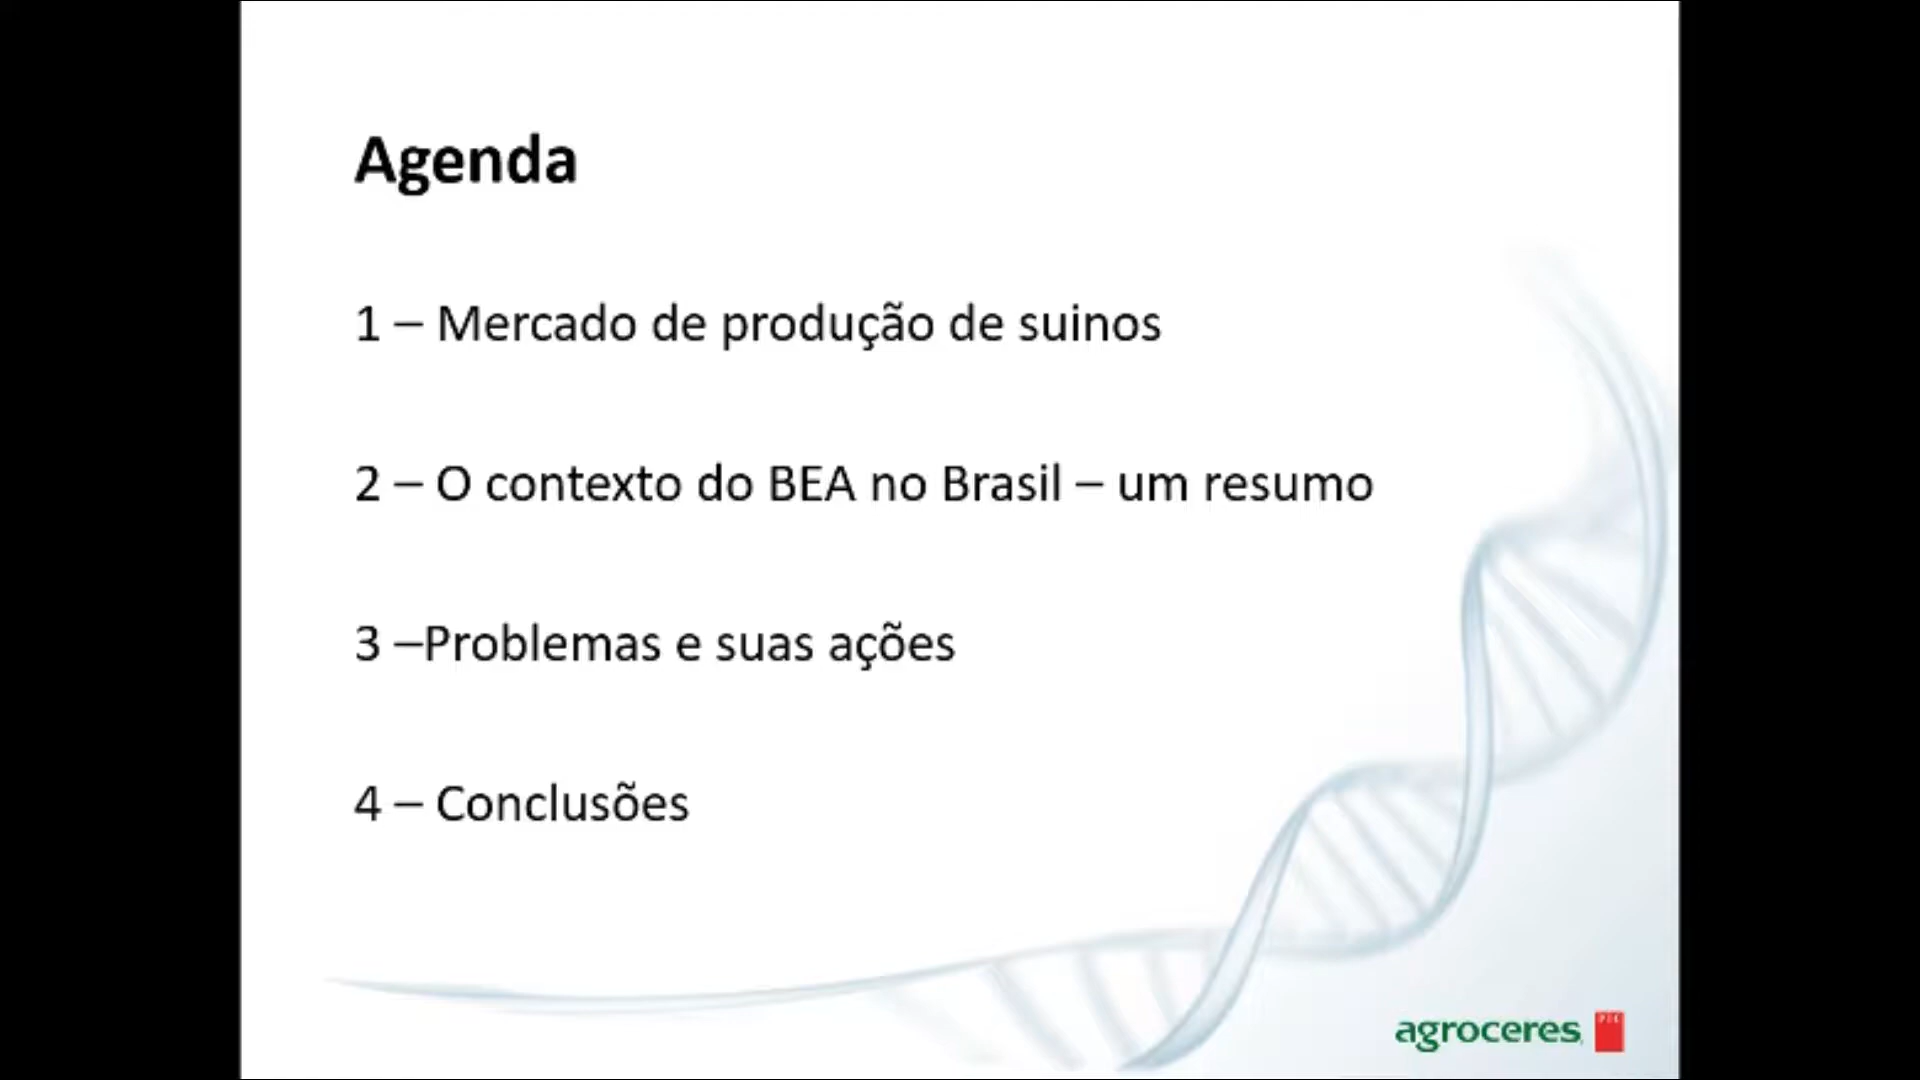 Agenda
1 – Mercado de produção de suinos
2 – O contexto do BEA no Brasil – um resumo
3 –Problemas e suas ações
4 – Conclusões
agroceres PIC